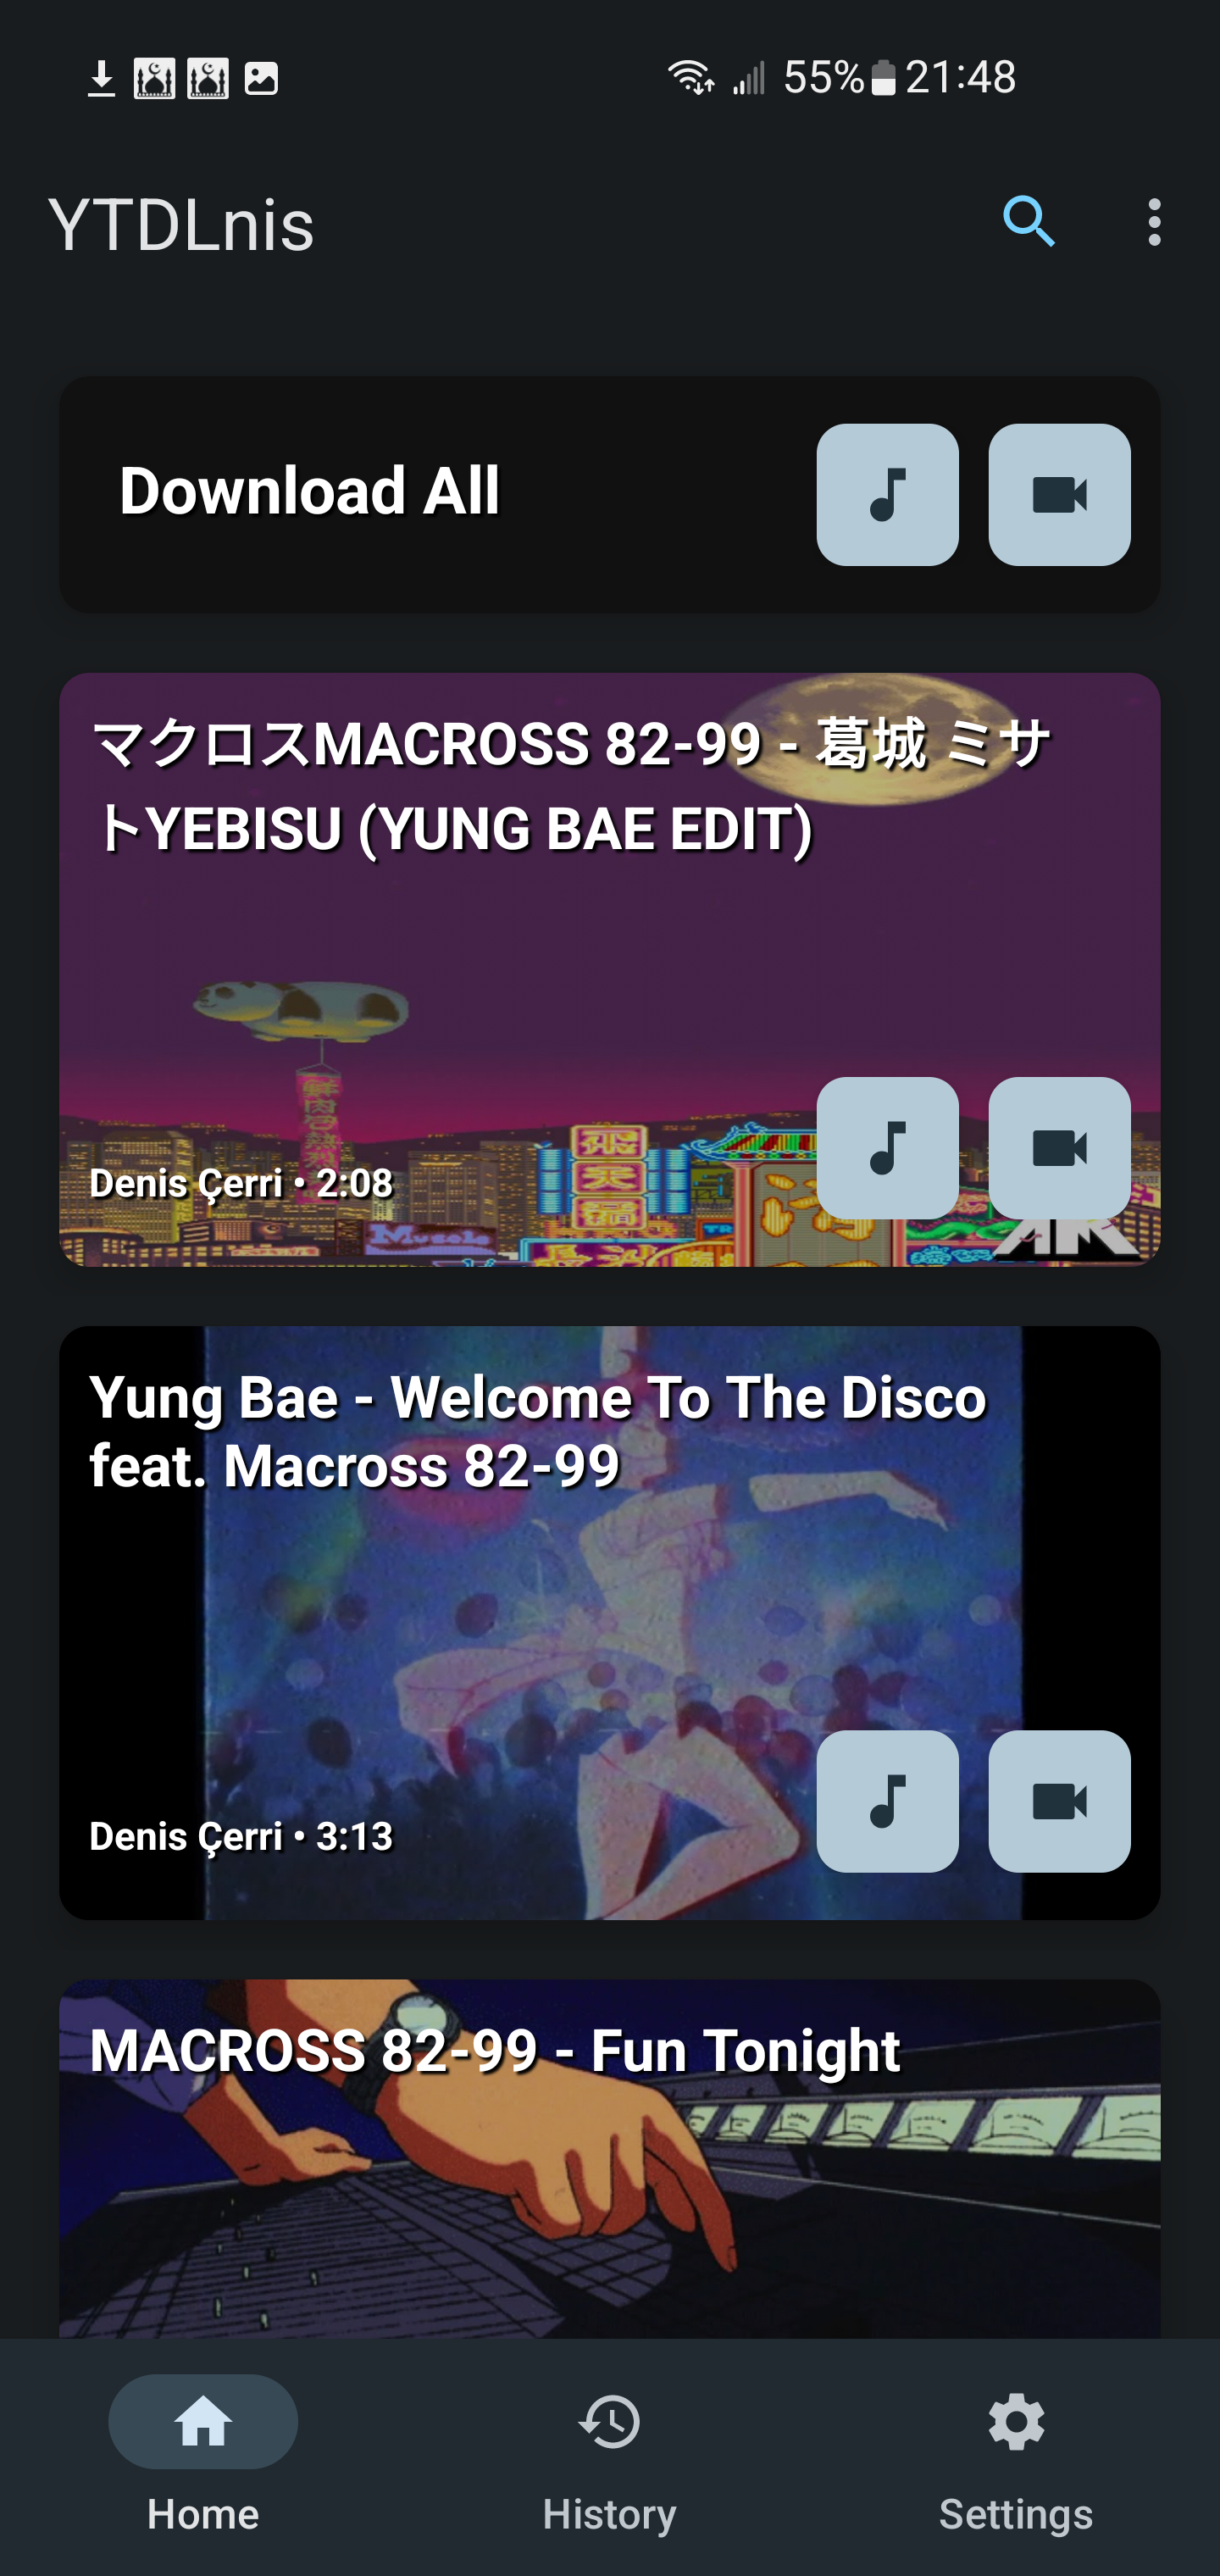 55% 21:48
YTDLnis
Download All
マクロスMACROSS 82-99 - 葛城 ミサ
トYEBISU (YUNG BAE EDIT)
Denis Çerri • 2:08
Muscle
TR
AK
Yung Bae - Welcome To The Disco
feat. Macross 82-99
Denis Çerri • 3:13
MACROSS 82-99 - Fun Tonight
Home
History
Settings